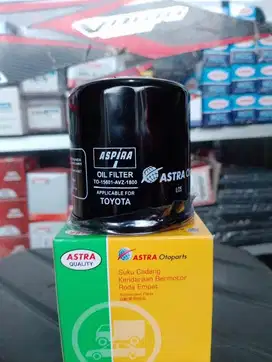 ASPIRA
OIL FILTER
TO-15601-AVZ-1800
APPLICABLE FOR
TOYOTA
ASTRA O
ASTRA
QUALITY
ASTRA Otoparts
Suku Cadang
Kendaraan Bermotor
Roda Empat